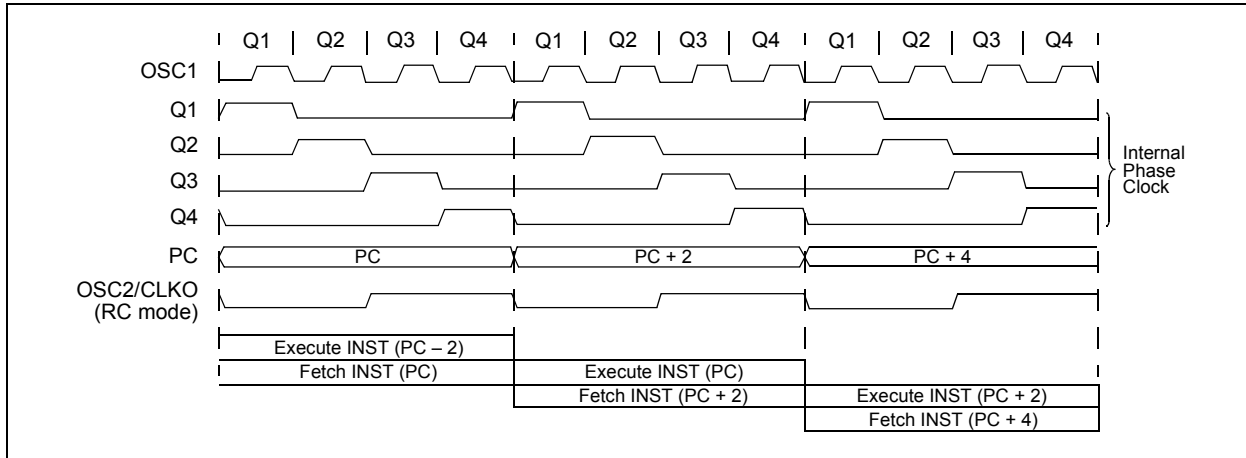 Q1 Q2 Q3 Q4 Q1 Q2 Q3 Q4 Q1 Q2 Q3 Q4
OSC1
Q1
Q2
Q3
Q4
Internal
Phase
Clock
PC PC PC + 2 PC + 4
OSC2/CLKO
(RC mode)
Execute INST (PC – 2)
Fetch INST (PC) Execute INST (PC)
Fetch INST (PC + 2) Execute INST (PC + 2)
Fetch INST (PC + 4)